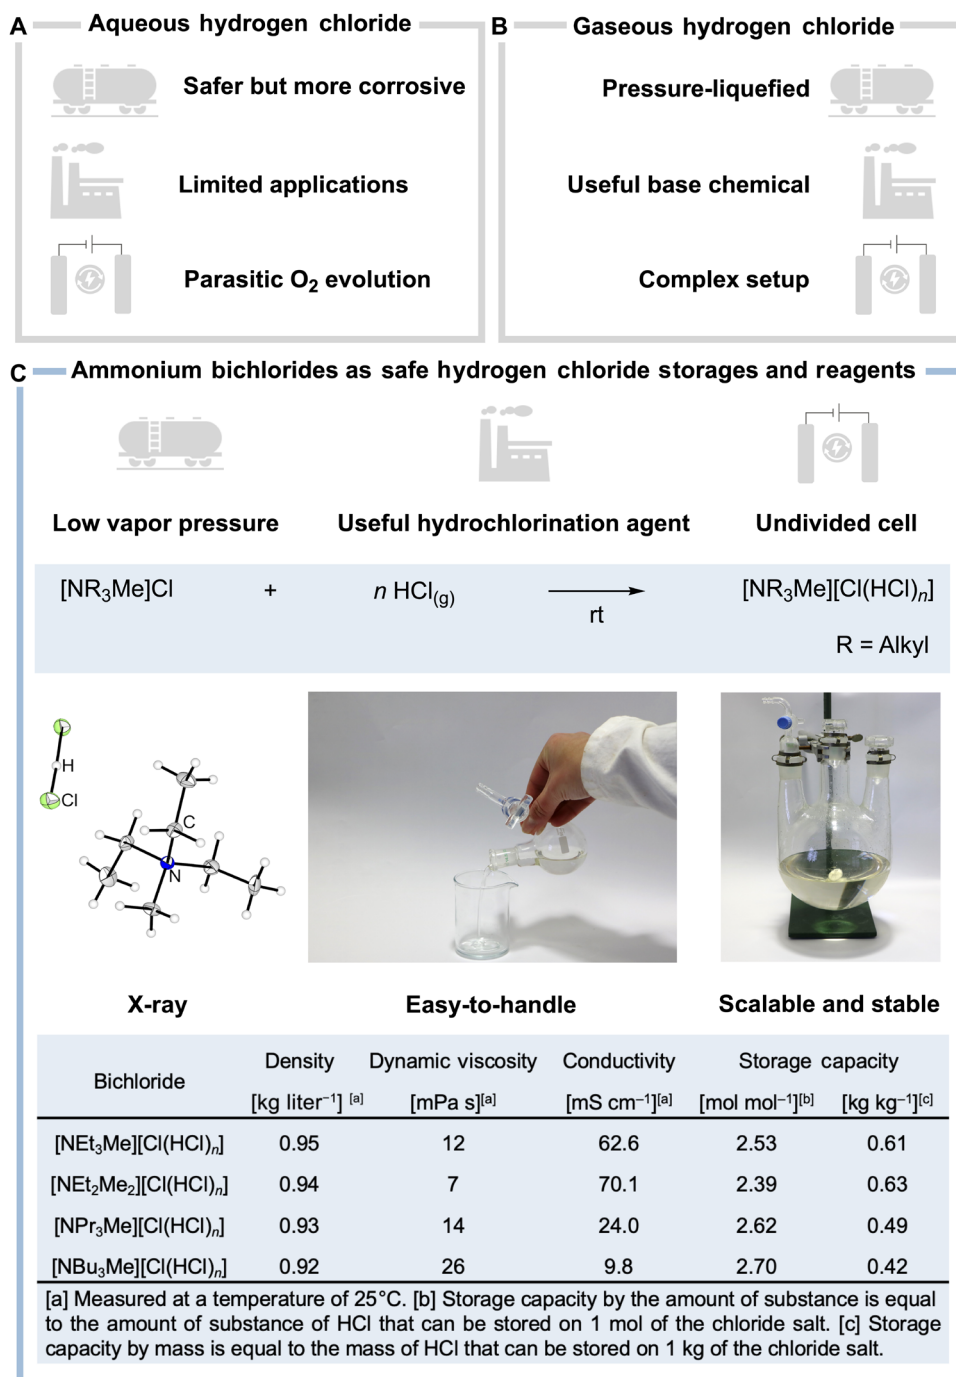 A Aqueous hydrogen chloride
Safer but more corrosive
Limited applications
Parasitic O₂ evolution
B Gaseous hydrogen chloride
Pressure-liquefied
Useful base chemical
Complex setup
C Ammonium bichlorides as safe hydrogen chloride storages and reagents
Low vapor pressure Useful hydrochlorination agent Undivided cell
[NR₃Me]Cl + n HCl(g) rt [NR₃Me][Cl(HCl)ₙ]
R = Alkyl
H
Cl
C
N
X-ray Easy-to-handle Scalable and stable
Bichloride Density Dynamic viscosity Conductivity Storage capacity
[kg liter⁻¹] [a] [mPa s][a] [mS cm⁻¹][a] [mol mol⁻¹][b] [kg kg⁻¹][c]
[NEt₃Me][Cl(HCl)ₙ] 0.95 12 62.6 2.53 0.61
[NEt₂Me₂][Cl(HCl)ₙ] 0.94 7 70.1 2.39 0.63
[NPr₃Me][Cl(HCl)ₙ] 0.93 14 24.0 2.62 0.49
[NBu₃Me][Cl(HCl)ₙ] 0.92 26 9.8 2.70 0.42
[a] Measured at a temperature of 25°C. [b] Storage capacity by the amount of substance is equal
to the amount of substance of HCl that can be stored on 1 mol of the chloride salt. [c] Storage
capacity by mass is equal to the mass of HCl that can be stored on 1 kg of the chloride salt.